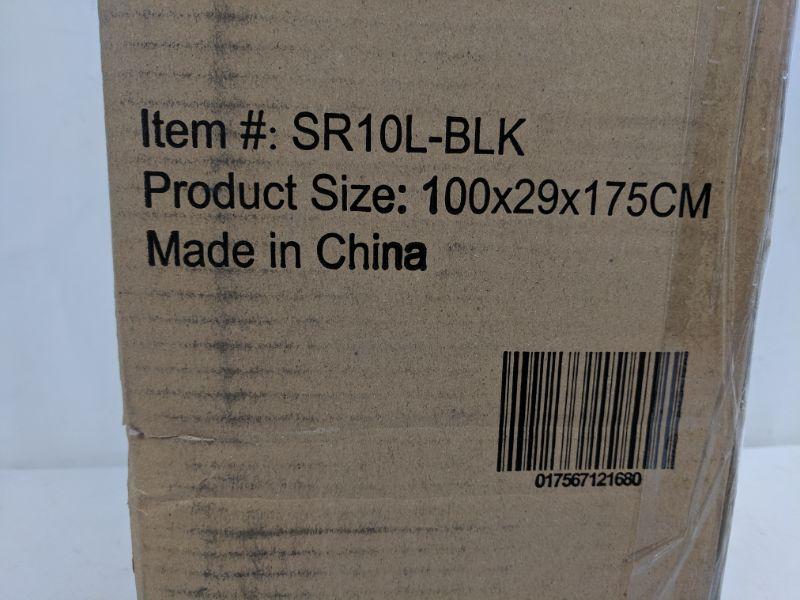 Item #: SR10L-BLK
Product Size: 100x29x175CM
Made in China
017567121680